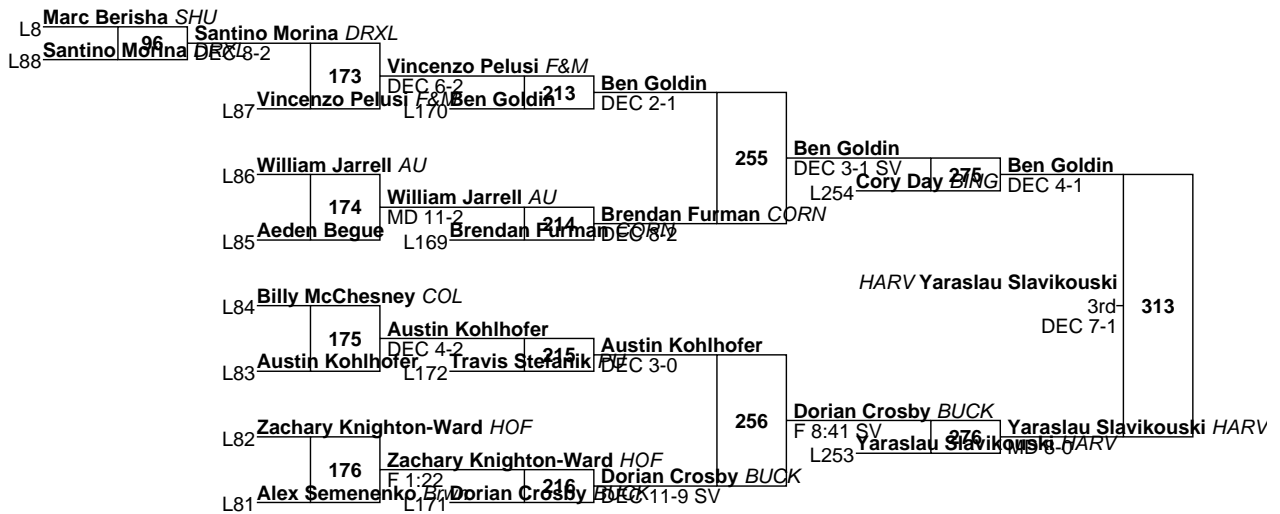 Marc Berisha SHU
L8
96
Santino Morina DRXL
L88
Santino Morina DRXL
DEC 8-2
173
Vincenzo Pelusi F&M
L87
Vincenzo Pelusi F&M
DEC 6-2
213
L170
Ben Goldin
Ben Goldin
DEC 2-1
William Jarrell AU
L86
174
Aeden Begue
L85
William Jarrell AU
MD 11-2
214
L169
Brendan Furman CORN
Brendan Furman CORN
DEC 8-2
255
Ben Goldin
DEC 3-1 SV
275
L254
Cory Day BING
Ben Goldin
DEC 4-1
Billy McChesney COL
L84
175
Austin Kohlhofer
L83
Austin Kohlhofer
DEC 4-2
215
L172
Travis Stefanik PU
Austin Kohlhofer
DEC 3-0
Zachary Knighton-Ward HOF
L82
176
Alex Semenenko Brwn
L81
Zachary Knighton-Ward HOF
F 1:22
216
L171
Dorian Crosby BUCK
Dorian Crosby BUCK
DEC 11-9 SV
256
Dorian Crosby BUCK
F 8:41 SV
276
L253
Yaraslau Slavikouski HARV
Yaraslau Slavikouski HARV
MD 8-0
313
HARV Yaraslau Slavikouski
3rd
DEC 7-1